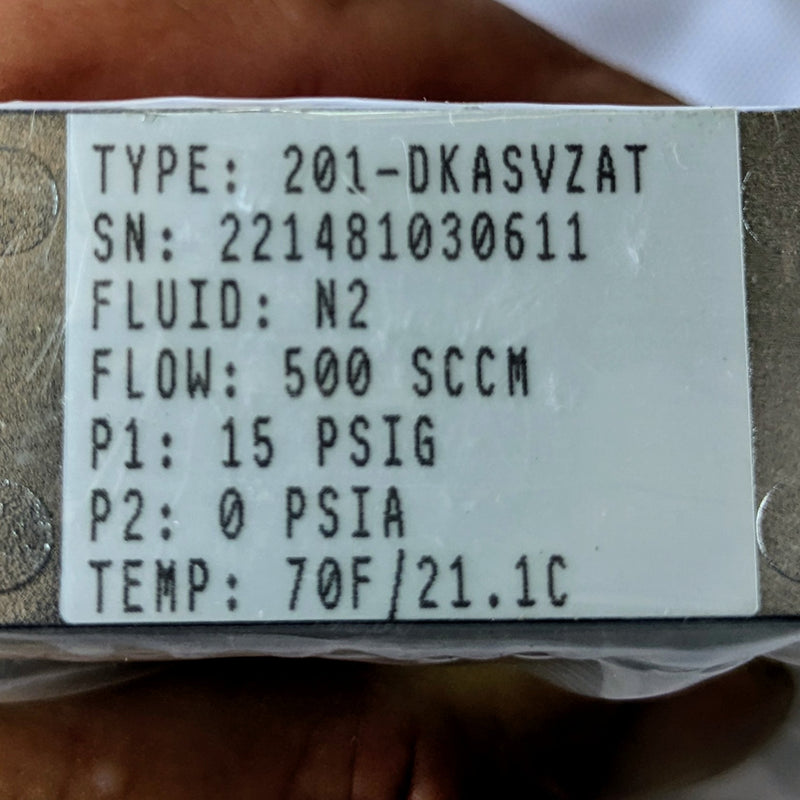 TYPE: 201-DKASVZAT
SN: 221481030611
FLUID: N2
FLOW: 500 SCCM
P1: 15 PSIG
P2: 0 PSIA
TEMP: 70F/21.1C